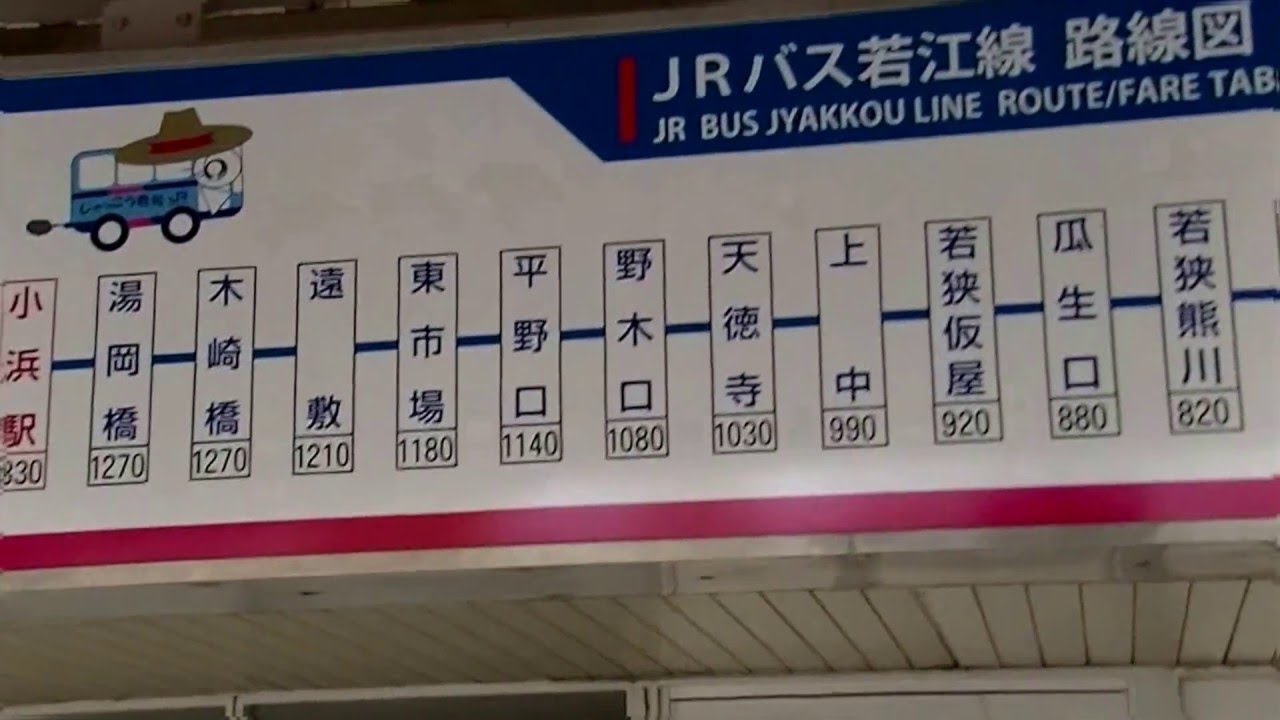 JRバス若江線 路線図
JR BUS JYAKKOU LINE ROUTE/FARE TAB
小浜駅
330
湯岡橋
1270
木崎橋
1270
遠敷
1210
東市場
1180
平野口
1140
野木口
1080
天徳寺
1030
上中
990
若狭仮屋
920
瓜生口
880
若狭熊川
820